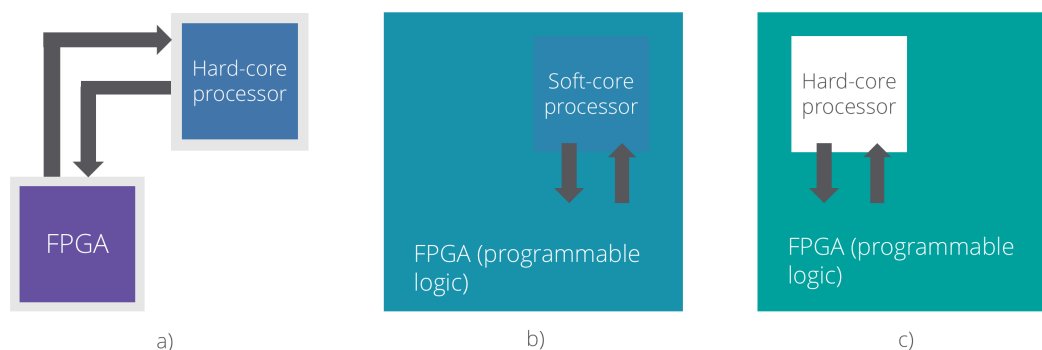 Hard-core
processor
FPGA
a)
Soft-core
processor
FPGA (programmable
logic)
b)
Hard-core
processor
FPGA (programmable
logic)
c)